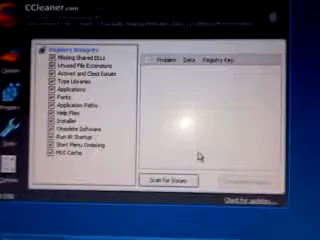 CCleaner.com
Registry Integrity
Missing Shared DLLs
Unused File Extensions
ActiveX and Class Issues
Type Libraries
Applications
Fonts
Application Paths
Help Files
Installer
Obsolete Software
Run At Startup
Start Menu Ordering
MUI Cache
Problem Data Registry Key
Scan for Issues
Check for updates...